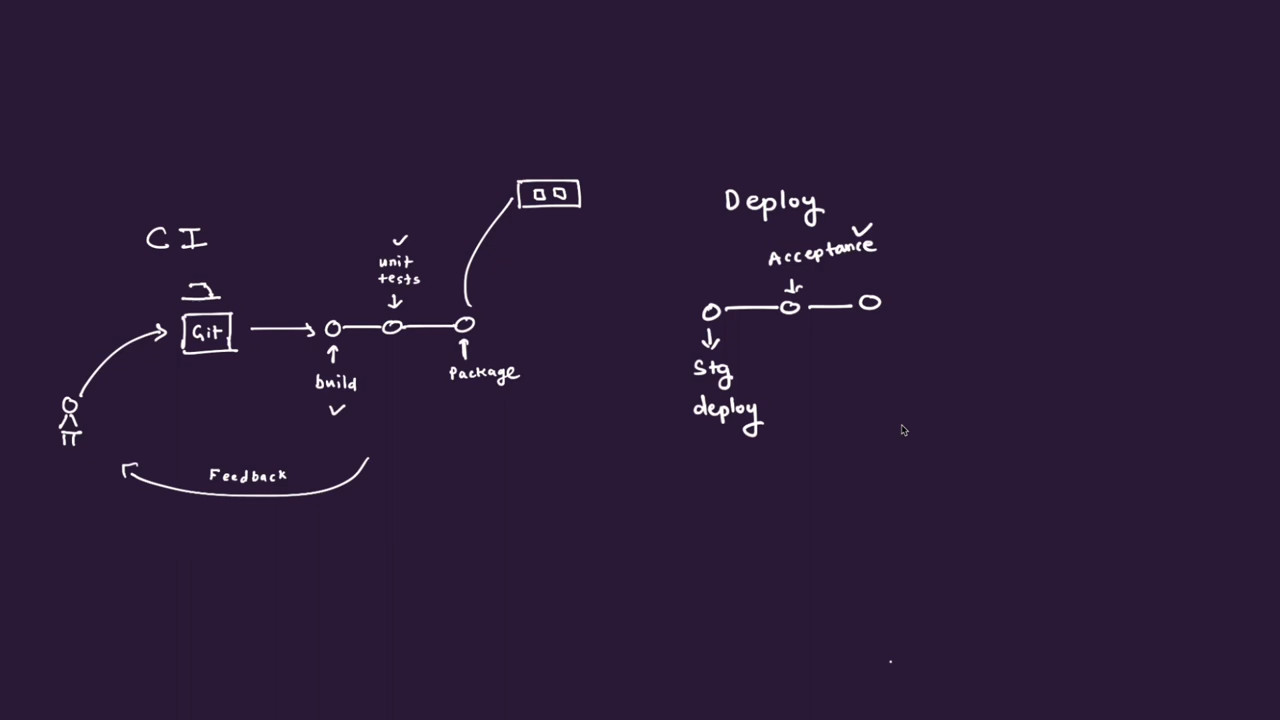 CI
Git
build
unit
tests
Package
Feedback
Deploy
Acceptance
Stg
deploy